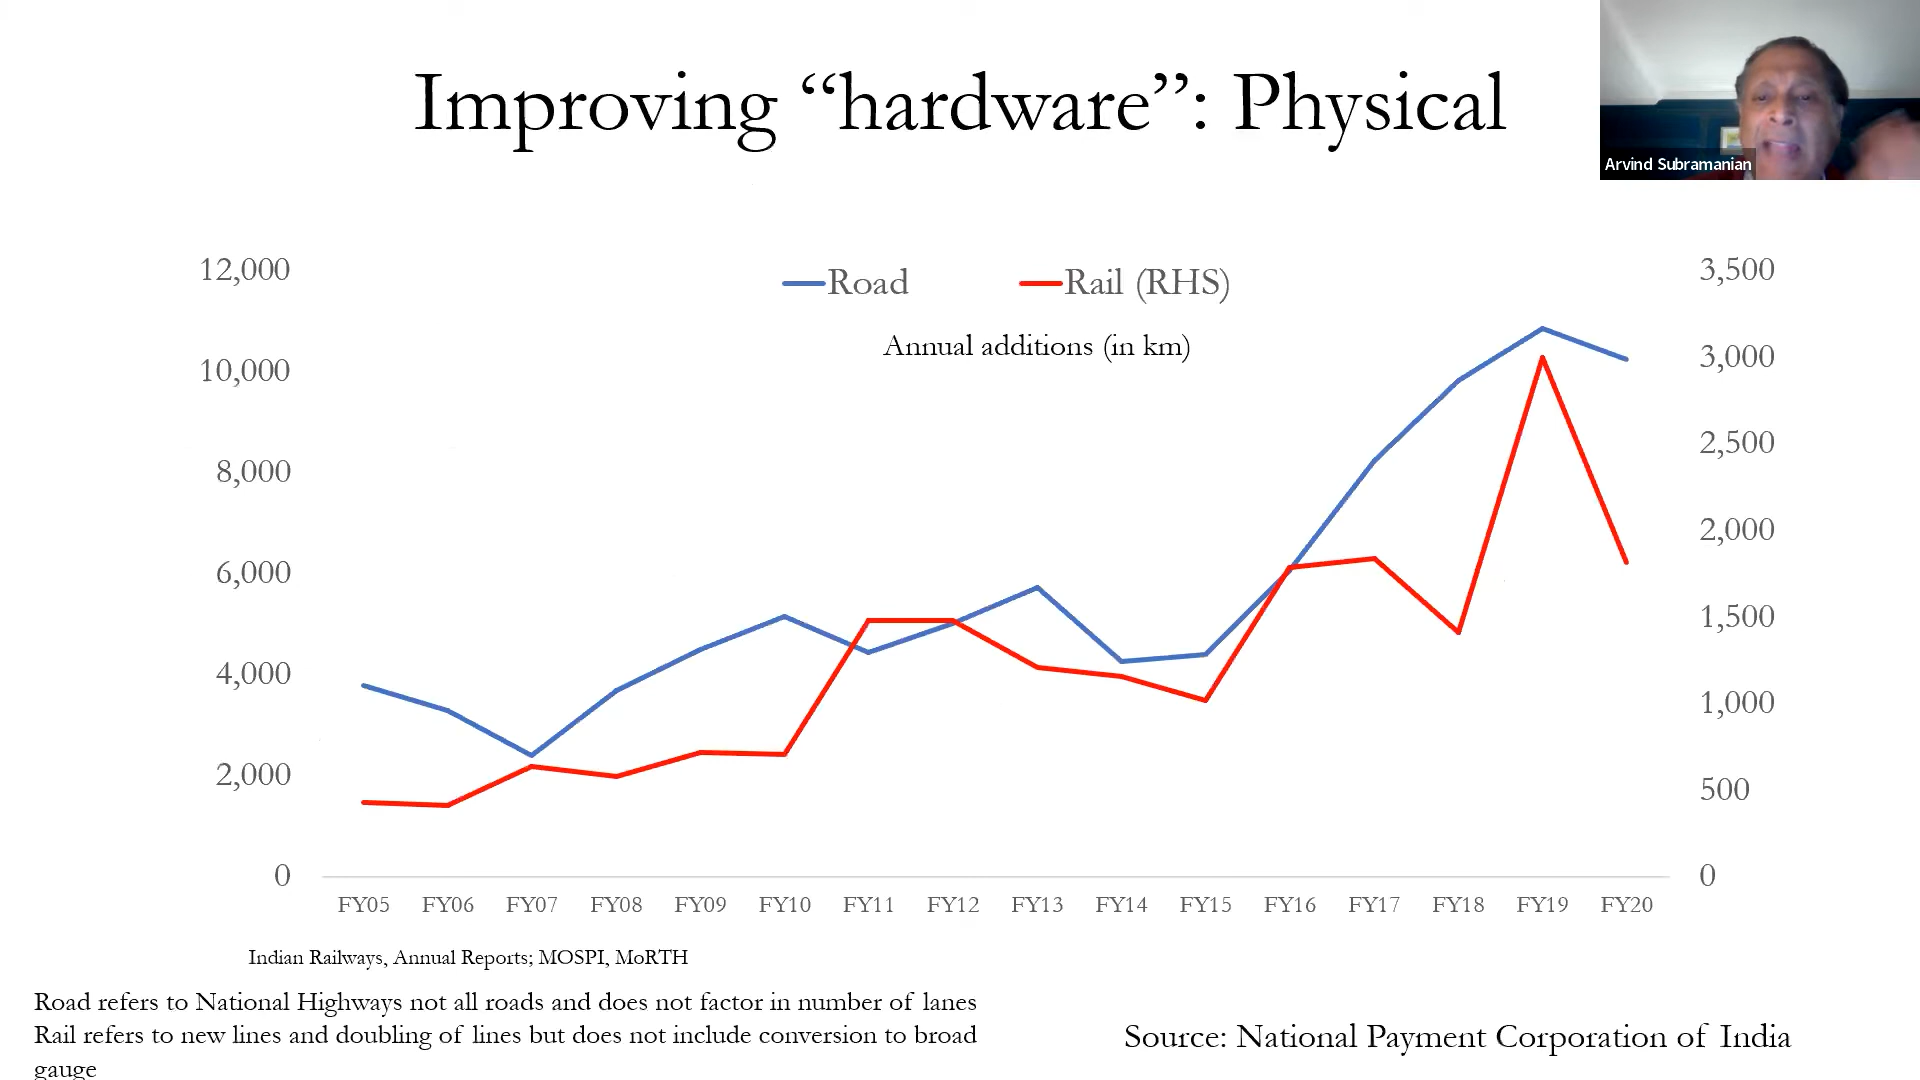 Improving “hardware”: Physical
Arvind Subramanian
Road
Rail (RHS)
Annual additions (in km)
12,000
10,000
8,000
6,000
4,000
2,000
0
3,500
3,000
2,500
2,000
1,500
1,000
500
0
FY05 FY06 FY07 FY08 FY09 FY10 FY11 FY12 FY13 FY14 FY15 FY16 FY17 FY18 FY19 FY20
Indian Railways, Annual Reports; MOSPI, MoRTH
Road refers to National Highways not all roads and does not factor in number of lanes
Rail refers to new lines and doubling of lines but does not include conversion to broad
gauge
Source: National Payment Corporation of India